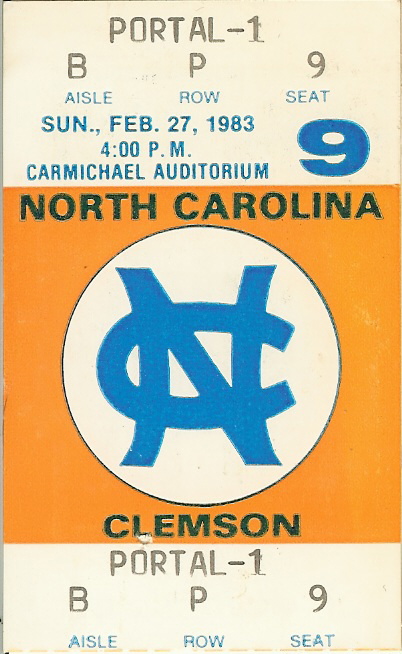 PORTAL-1
B P 9
AISLE ROW SEAT
SUN., FEB. 27, 1983
4:00 P.M.
CARMICHAEL AUDITORIUM
9
NORTH CAROLINA
NC
CLEMSON
PORTAL-1
B P 9
AISLE ROW SEAT